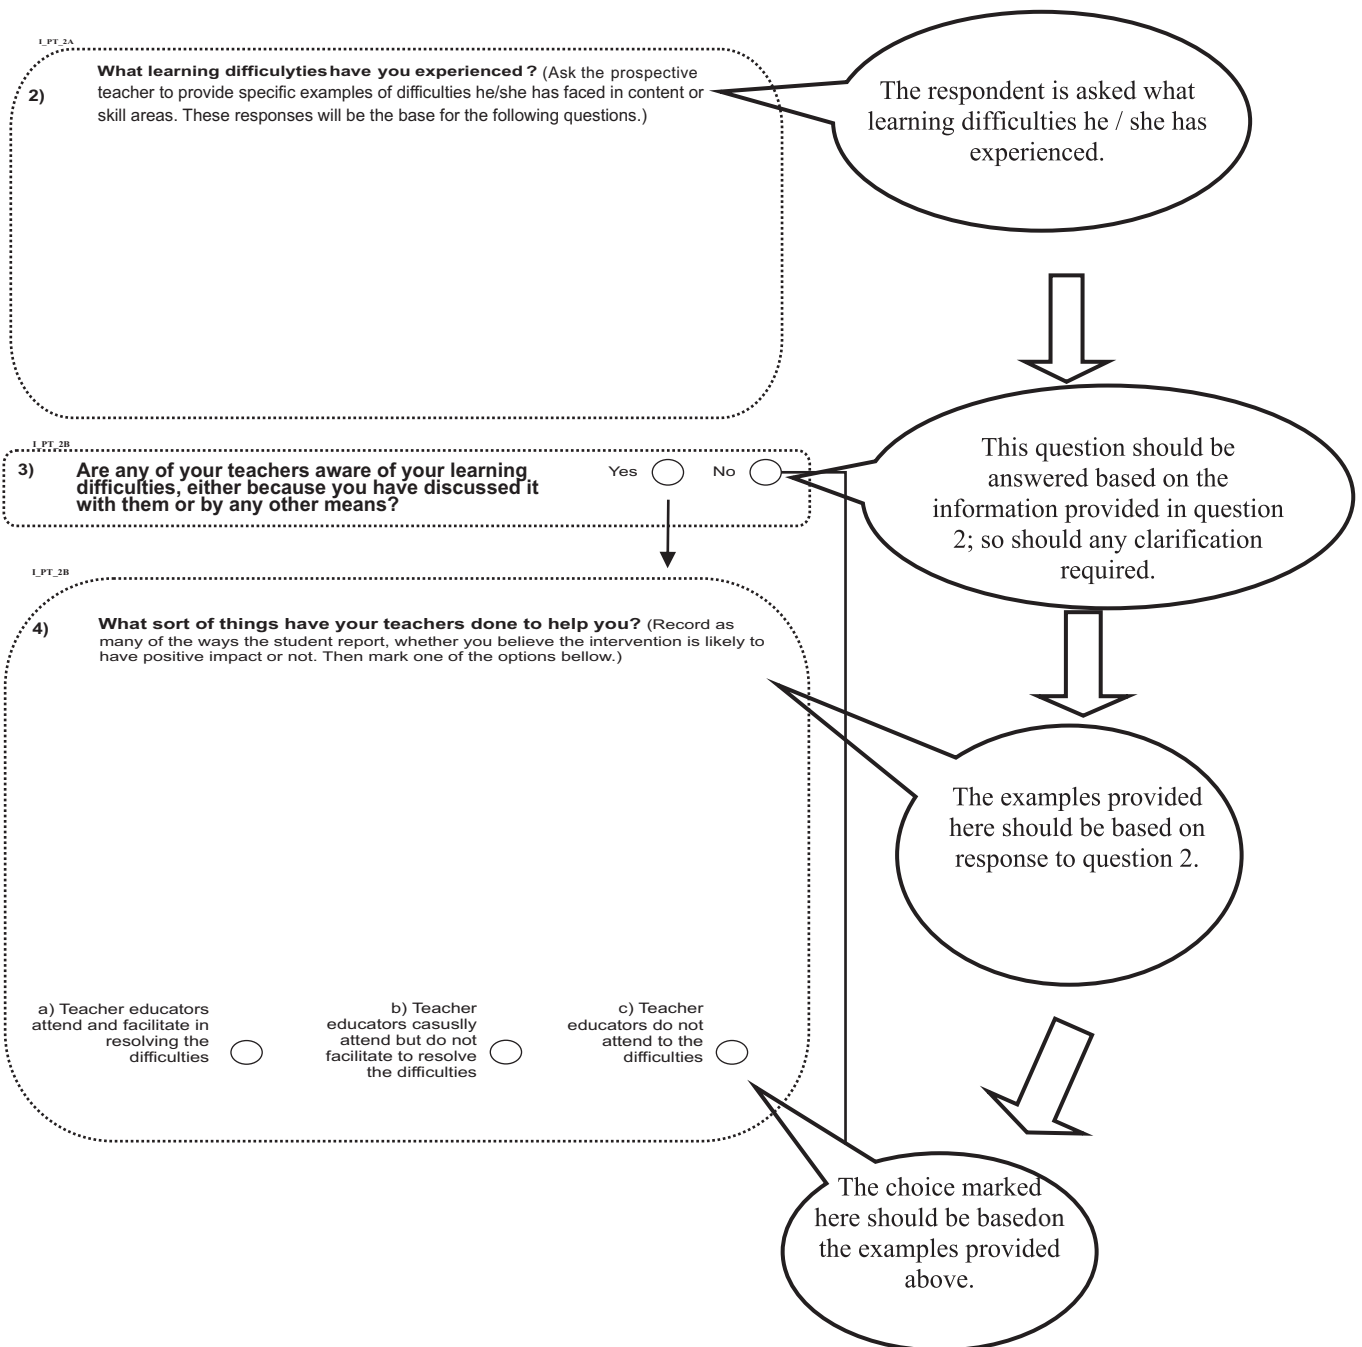 I_PT_2A
2)
What learning difficulyties have you experienced ? (Ask the prospective
teacher to provide specific examples of difficulties he/she has faced in content or
skill areas. These responses will be the base for the following questions.)
The respondent is asked what
learning difficulties he / she has
experienced.
I_PT_2B
3)
Are any of your teachers aware of your learning
difficulties, either because you have discussed it
with them or by any other means?
Yes
No
This question should be
answered based on the
information provided in question
2; so should any clarification
required.
I_PT_2B
4)
What sort of things have your teachers done to help you? (Record as
many of the ways the student report, whether you believe the intervention is likely to
have positive impact or not. Then mark one of the options bellow.)
The examples provided
here should be based on
response to question 2.
a) Teacher educators
attend and facilitate in
resolving the
difficulties
b) Teacher
educators casuslly
attend but do not
facilitate to resolve
the difficulties
c) Teacher
educators do not
attend to the
difficulties
The choice marked
here should be basedon
the examples provided
above.